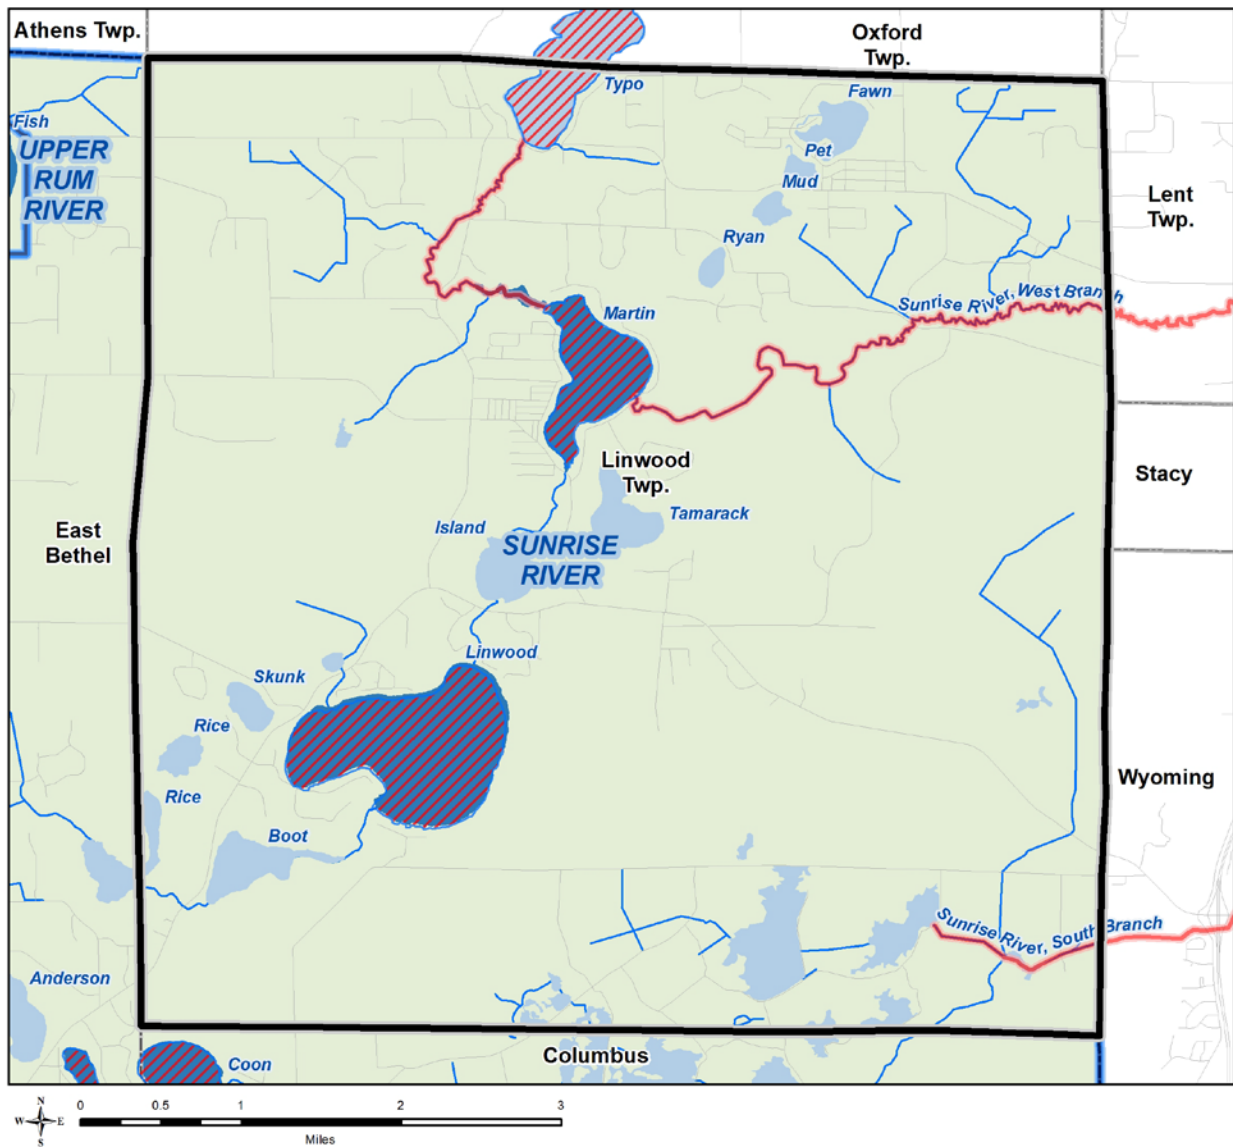 Athens Twp.
Oxford
Twp.
Typo
Fawn
Fish
UPPER
RUM
RIVER
Pet
Mud
Lent
Twp.
Ryan
Sunrise River, West Branch
Martin
Linwood
Twp.
Stacy
Tamarack
Island
East
Bethel
SUNRISE
RIVER
Linwood
Skunk
Rice
Wyoming
Rice
Boot
Sunrise River, South Branch
Anderson
Columbus
Coon
N
W E
S
0 0.5 1 2 3
Miles